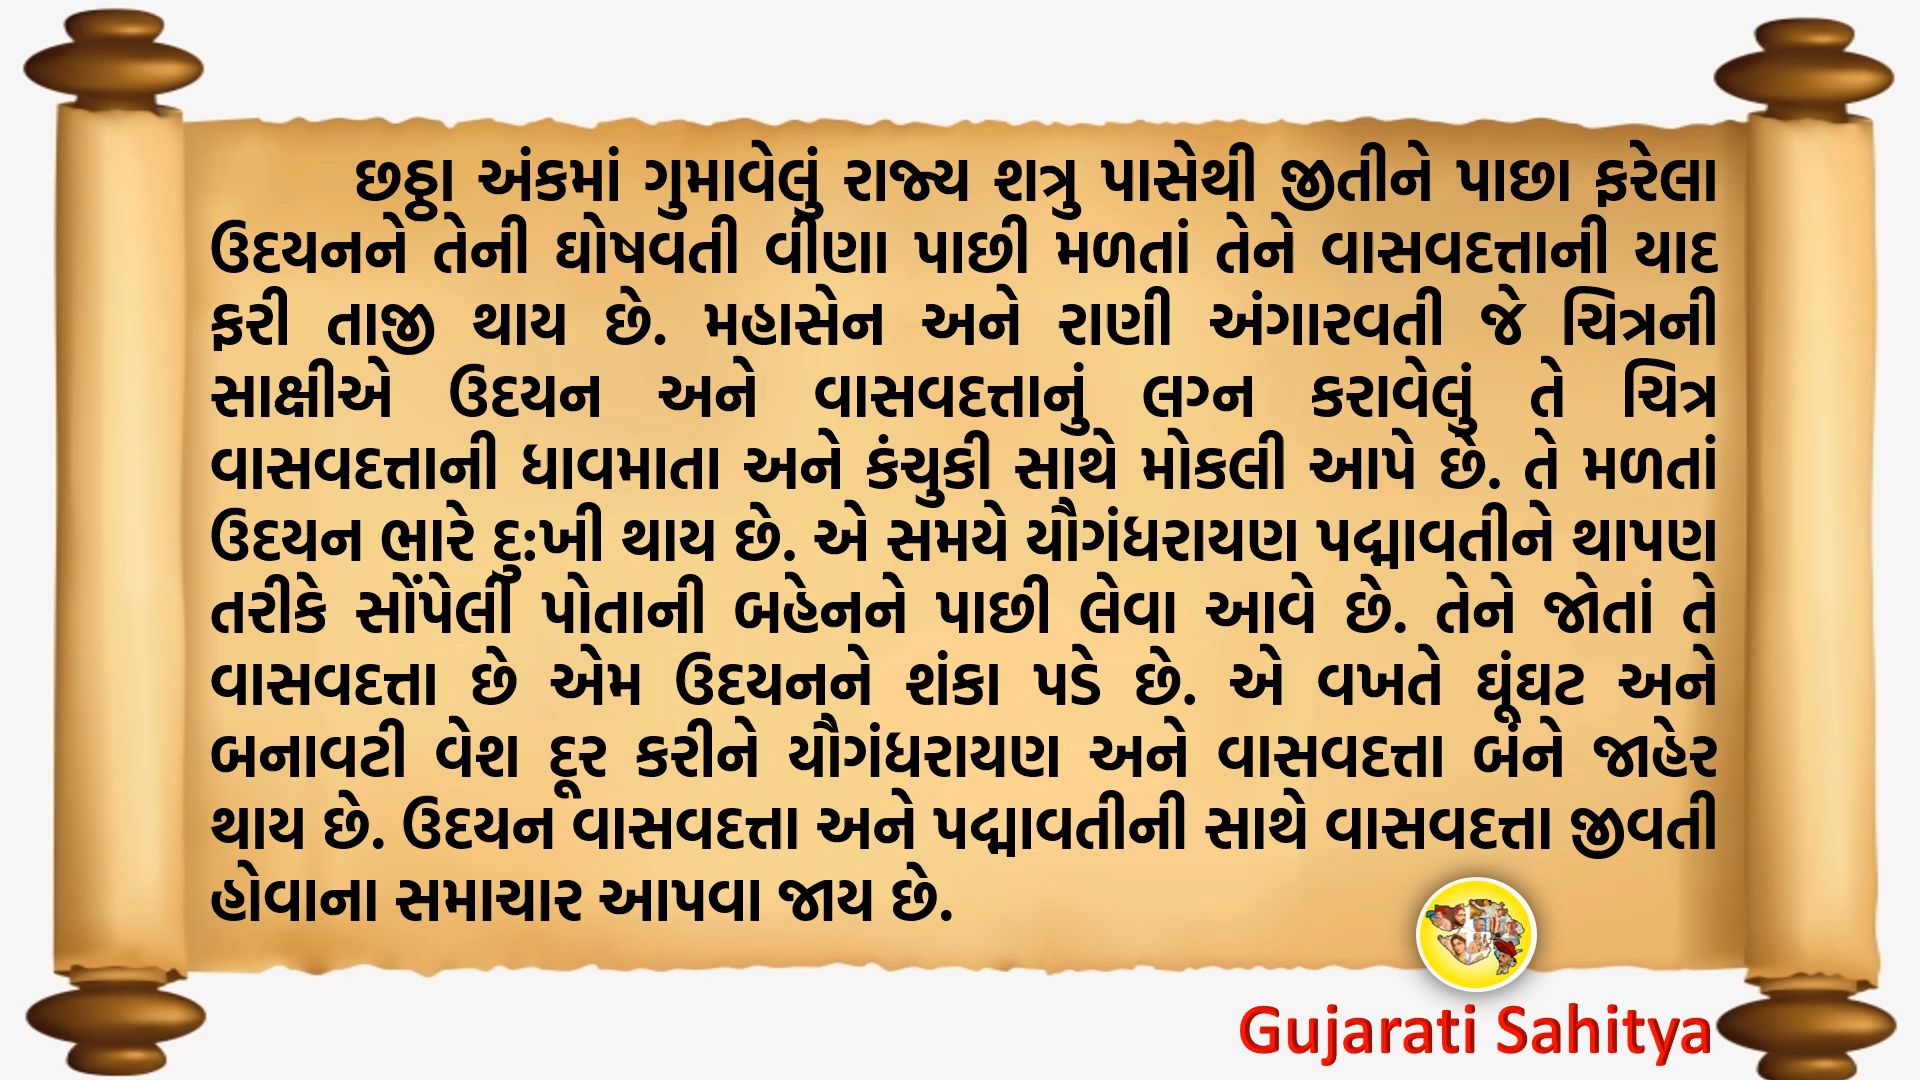 છઠ્ઠા અંકમાં ગુમાવેલું રાજ્ય શત્રુ પાસેથી જીતીને પાછા ફરેલા
ઉદયનને તેની ઘોષવતી વીણા પાછી મળતાં તેને વાસવદત્તાની યાદ
ફરી તાજી થાય છે. મહાસેન અને રાણી અંગારવતી જે ચિત્રની
સાક્ષીએ ઉદયન અને વાસવદત્તાનું લગ્ન કરાવેલું તે ચિત્ર
વાસવદત્તાની ધાવમાતા અને કંચુકી સાથે મોકલી આપે છે. તે મળતાં
ઉદયન ભારે દુ:ખી થાય છે. એ સમયે યૌગંધરાયણ પદ્માવતીને થાપણ
તરીકે સોંપેલી પોતાની બહેનને પાછી લેવા આવે છે. તેને જોતાં તે
વાસવદત્તા છે એમ ઉદયનને શંકા પડે છે. એ વખતે ઘૂંઘટ અને
બનાવટી વેશ દૂર કરીને યૌગંધરાયણ અને વાસવદત્તા બંને જાહેર
થાય છે. ઉદયન વાસવદત્તા અને પદ્માવતીની સાથે વાસવદત્તા જીવતી
હોવાના સમાચાર આપવા જાય છે.
Gujarati Sahitya